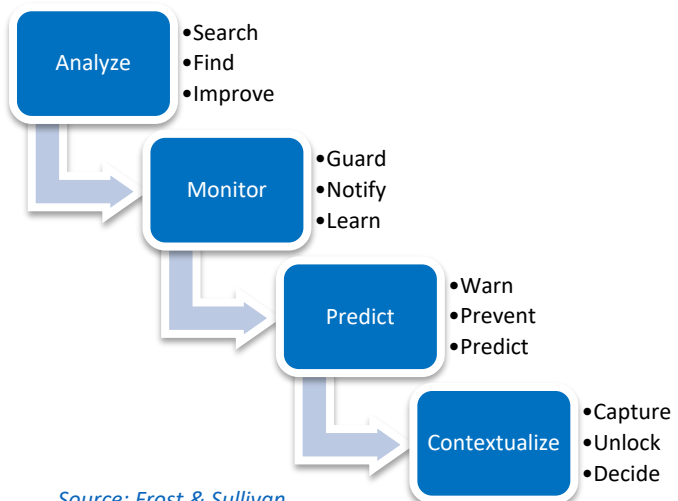 Analyze
•Search
•Find
•Improve
Monitor
•Guard
•Notify
•Learn
Predict
•Warn
•Prevent
•Predict
Contextualize
•Capture
•Unlock
•Decide
Source: Frost & Sullivan